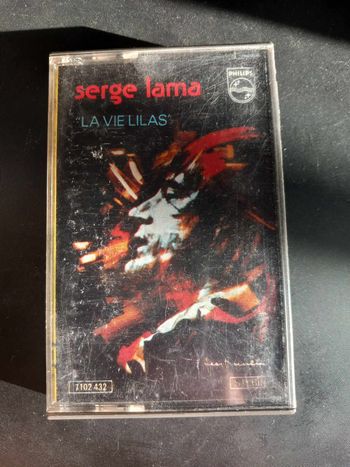 serge lama
PHILIPS
"LA VIE LILAS"
7102 432